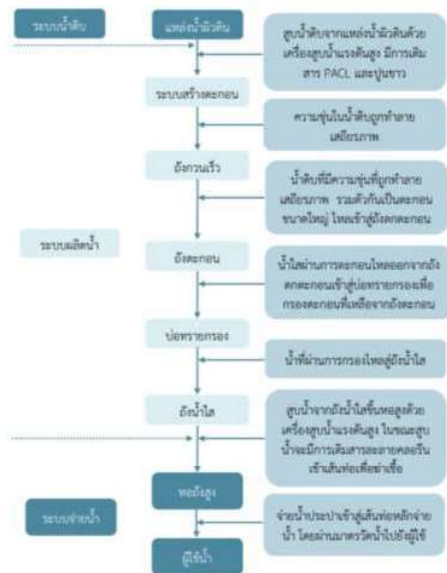 ระบบน้ำดิบ
แหล่งน้ำผิวดิน
สูบน้ำดิบจากแหล่งน้ำผิวดินด้วย
เครื่องสูบน้ำแรงดันสูง มีการเติม
สาร PACL และปูนขาว
ระบบสร้างตะกอน
ความขุ่นในน้ำดิบถูกทำลาย
เสถียรภาพ
ถังกวนเร็ว
น้ำดิบที่มีความขุ่นที่ถูกทำลาย
เสถียรภาพ รวมตัวกันเป็นตะกอน
ขนาดใหญ่ ไหลเข้าสู่ถังตกตะกอน
ระบบผลิตน้ำ
ถังตะกอน
น้ำใสผ่านการตะกอนไหลออกจากถัง
ตกตะกอนเข้าสู่บ่อทรายกรองเพื่อ
กรองตะกอนที่เหลือจากถังตะกอน
บ่อทรายกรอง
น้ำที่ผ่านการกรองไหลสู่ถังน้ำใส
ถังน้ำใส
สูบน้ำจากถังน้ำใสขึ้นหอสูงด้วย
เครื่องสูบน้ำแรงดันสูง ในขณะสูบ
น้ำจะมีการเติมสารละลายคลอรีน
เข้าเส้นท่อเพื่อฆ่าเชื้อ
หอถังสูง
ระบบจ่ายน้ำ
จ่ายน้ำประปาเข้าสู่เส้นท่อหลักจ่าย
น้ำ โดยผ่านมาตรวัดน้ำไปยังผู้ใช้
ผู้ใช้น้ำ